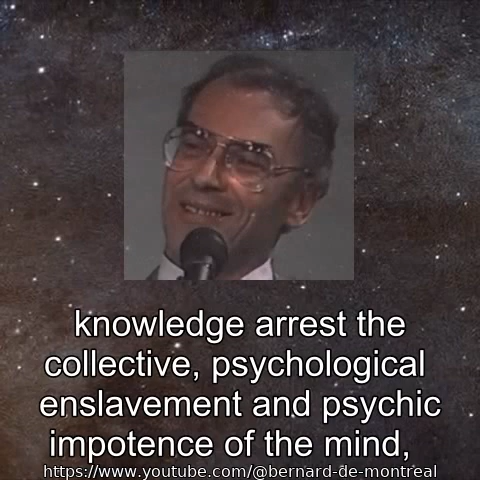 knowledge arrest the
collective, psychological
enslavement and psychic
impotence of the mind,
https://www.youtube.com/@bernard-de-montreal